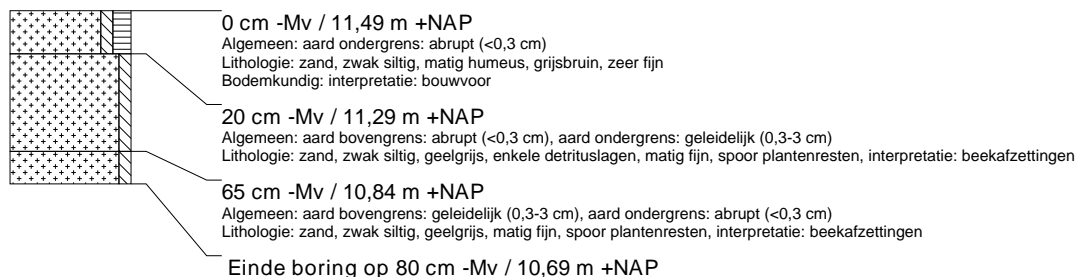 0 cm -Mv / 11,49 m +NAP
Algemeen: aard ondergrens: abrupt (<0,3 cm)
Lithologie: zand, zwak siltig, matig humeus, grijsbruin, zeer fijn
Bodemkundig: interpretatie: bouwvoor
20 cm -Mv / 11,29 m +NAP
Algemeen: aard bovengrens: abrupt (<0,3 cm), aard ondergrens: geleidelijk (0,3-3 cm)
Lithologie: zand, zwak siltig, geelgrijs, enkele detrituslagen, matig fijn, spoor plantenresten, interpretatie: beekafzettingen
65 cm -Mv / 10,84 m +NAP
Algemeen: aard bovengrens: geleidelijk (0,3-3 cm), aard ondergrens: abrupt (<0,3 cm)
Lithologie: zand, zwak siltig, geelgrijs, matig fijn, spoor plantenresten, interpretatie: beekafzettingen
Einde boring op 80 cm -Mv / 10,69 m +NAP